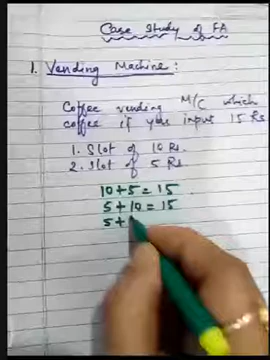 Case Study of FA
1. Vending Machine :
Coffee vending M/C which
coffee if you input 15 Rs
1. Slot of 10 Rs.
2. Slot of 5 Rs.
10+5=15
5+10=15
5+